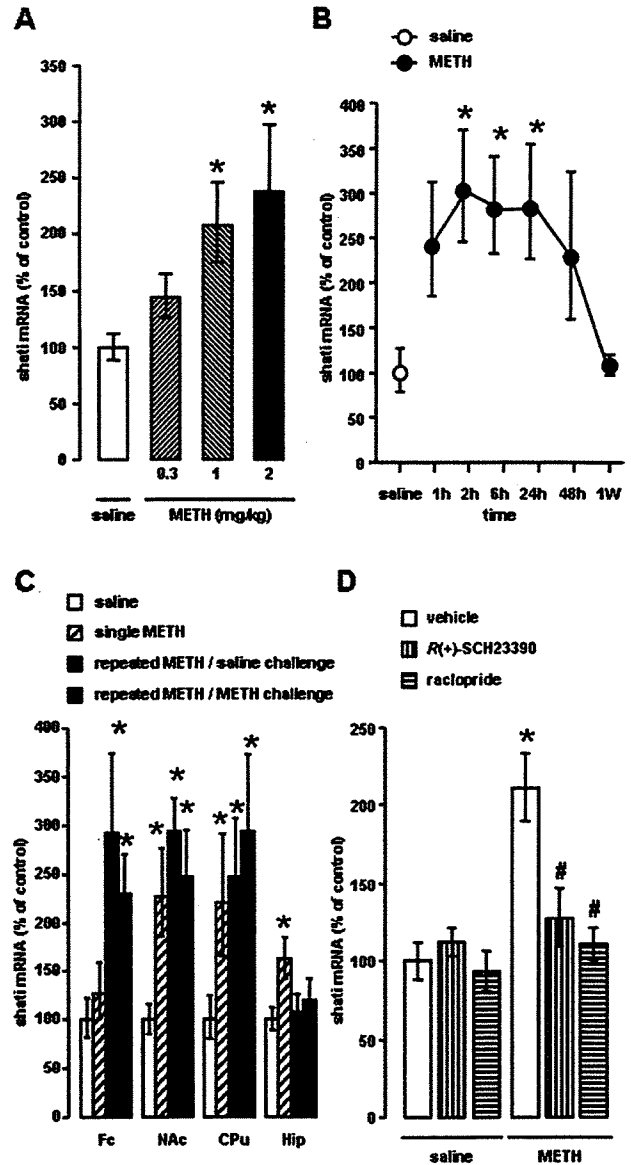 A
shati mRNA (% of control)
350
300
250
200
150
100
50
0
*
*
0.3 1 2
saline METH (mg/kg)
B
saline
METH
shati mRNA (% of control)
400
350
300
250
200
150
100
50
0
* * *
saline 1h 2h 6h 24h 48h 1W
time
C
saline
single METH
repeated METH / saline challenge
repeated METH / METH challenge
shati mRNA (% of control)
400
350
300
250
200
150
100
50
0
* *
* * *
* * *
*
Fc NAc CPu Hip
D
vehicle
R(+)-SCH23390
raclopride
shati mRNA (% of control)
250
200
150
100
50
0
*
#
#
saline METH